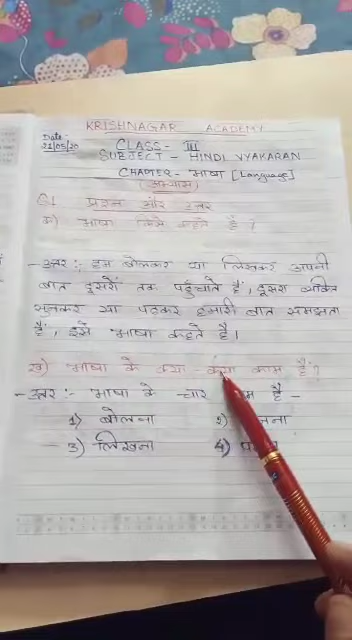 KRISHNAGAR ACADEMY
Date:
21/05/20
CLASS- III
SUBJECT - HINDI VYAKARAN
CHAPTER- भाषा [Language]
(अभ्यास)
Q1 प्रश्न और उत्तर
क) भाषा किसे कहते हैं?
-उत्तर:- हम बोलकर या लिखकर अपनी
बात दूसरों तक पहुँचाते हैं, दूसरा व्यक्ति
सुनकर या पढ़कर हमारी बात समझता
हैं, इसे भाषा कहते हैं।
ख) भाषा के क्या-क्या काम हैं?
-उत्तर:- भाषा के चार हैं-
1) बोलना 2)
3) लिखना 4)